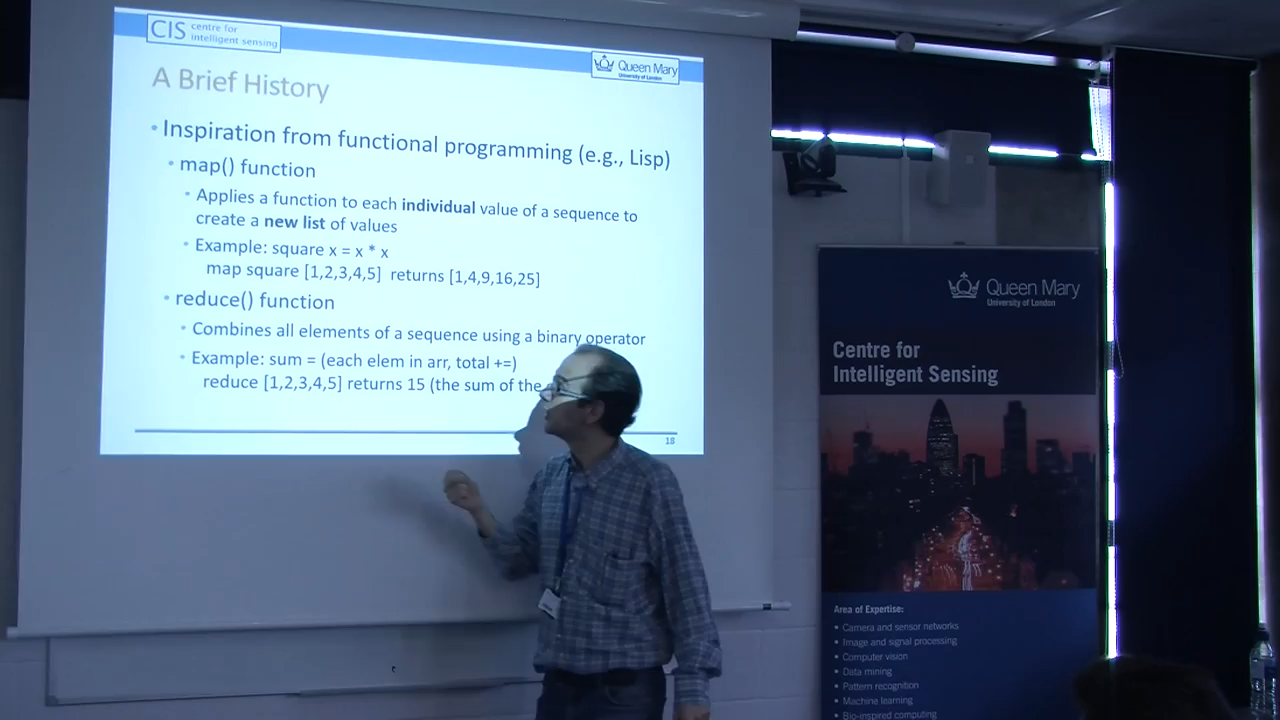 CIS centre for intelligent sensing
Queen Mary
University of London
A Brief History
• Inspiration from functional programming (e.g., Lisp)
• map() function
• Applies a function to each individual value of a sequence to
create a new list of values
• Example: square x = x * x
map square [1,2,3,4,5] returns [1,4,9,16,25]
• reduce() function
• Combines all elements of a sequence using a binary operator
• Example: sum = (each elem in arr, total +=)
reduce [1,2,3,4,5] returns 15 (the sum of the
18
Queen Mary
University of London
Centre for
Intelligent Sensing
Area of Expertise:
• Camera and sensor networks
• Image and signal processing
• Computer vision
• Data mining
• Pattern recognition
• Machine learning
• Bio-inspired computing